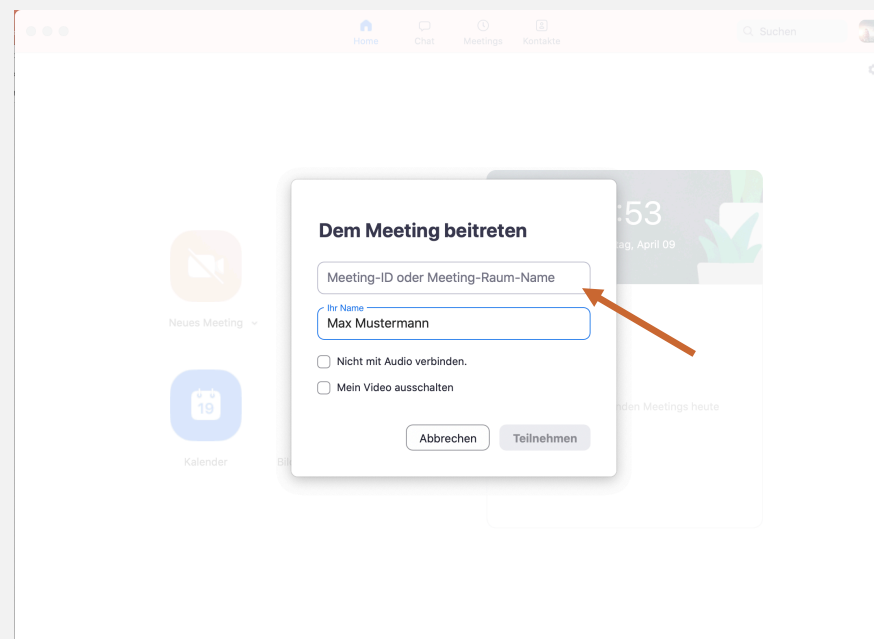 Home Chat Meetings Kontakte
Suchen
Dem Meeting beitreten
:53
tag, April 09
Meeting-ID oder Meeting-Raum-Name
Ihr Name
Max Mustermann
Neues Meeting
Nicht mit Audio verbinden.
Mein Video ausschalten
19
Meetings heute
Abbrechen Teilnehmen
Kalender